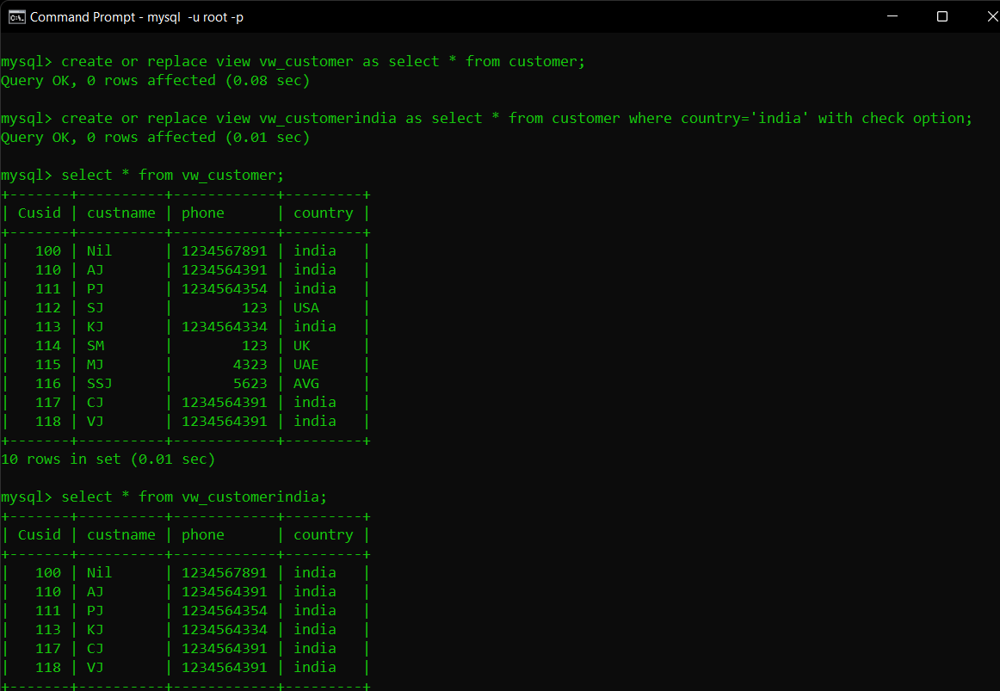 Command Prompt - mysql  -u root -p
mysql> create or replace view vw_customer as select * from customer;
Query OK, 0 rows affected (0.08 sec)
mysql> create or replace view vw_customerindia as select * from customer where country='india' with check option;
Query OK, 0 rows affected (0.01 sec)
mysql> select * from vw_customer;
+-------+----------+------------+---------+
| Cusid | custname | phone      | country |
+-------+----------+------------+---------+
|   100 | Nil      | 1234567891 | india   |
|   110 | AJ       | 1234564391 | india   |
|   111 | PJ       | 1234564354 | india   |
|   112 | SJ       |        123 | USA     |
|   113 | KJ       | 1234564334 | india   |
|   114 | SM       |        123 | UK      |
|   115 | MJ       |       4323 | UAE     |
|   116 | SSJ      |       5623 | AVG     |
|   117 | CJ       | 1234564391 | india   |
|   118 | VJ       | 1234564391 | india   |
+-------+----------+------------+---------+
10 rows in set (0.01 sec)
mysql> select * from vw_customerindia;
+-------+----------+------------+---------+
| Cusid | custname | phone      | country |
+-------+----------+------------+---------+
|   100 | Nil      | 1234567891 | india   |
|   110 | AJ       | 1234564391 | india   |
|   111 | PJ       | 1234564354 | india   |
|   113 | KJ       | 1234564334 | india   |
|   117 | CJ       | 1234564391 | india   |
|   118 | VJ       | 1234564391 | india   |
+-------+----------+------------+---------+